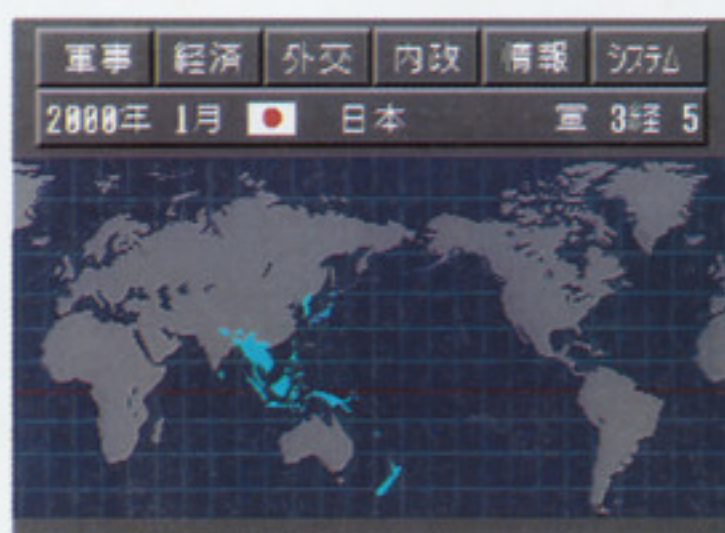 軍事 経済 外交 内政 情報 システム
2000年 1月 日本 軍 3経 5